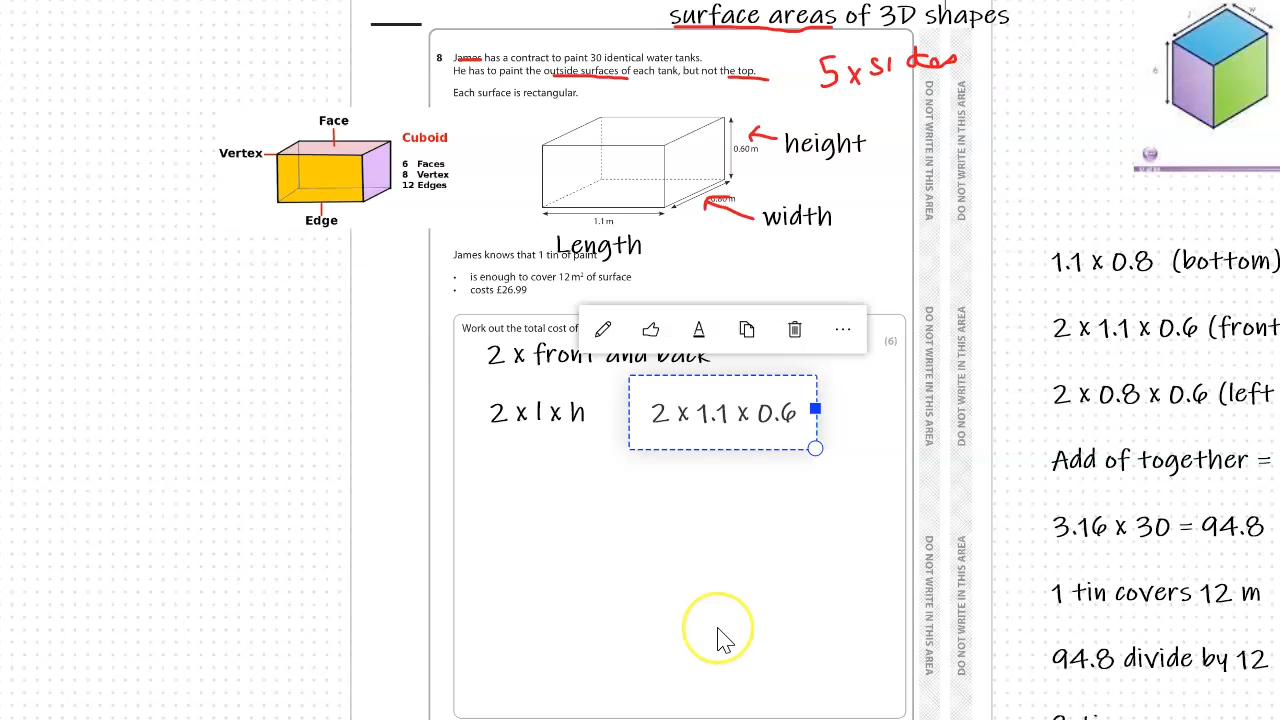 surface areas of 3D shapes
8 James has a contract to paint 30 identical water tanks.
He has to paint the outside surfaces of each tank, but not the top.
5 x sides
Each surface is rectangular.
Face
Vertex
Cuboid
6 Faces
8 Vertex
12 Edges
Edge
0.60 m
height
width
1.1 m
Length
James knows that 1 tin of paint
• is enough to cover 12 m² of surface
• costs £26.99
Work out the total cost of
(6)
2 x front and back
2 x l x h
2 x 1.1 x 0.6
DO NOT WRITE IN THIS AREA
DO NOT WRITE IN THIS AREA
DO NOT WRITE IN THIS AREA
DO NOT WRITE IN THIS AREA
DO NOT WRITE IN THIS AREA
DO NOT WRITE IN THIS AREA
l
w
6
1.1 x 0.8 (bottom)
2 x 1.1 x 0.6 (front
2 x 0.8 x 0.6 (left
Add of together =
3.16 x 30 = 94.8
1 tin covers 12 m
94.8 divide by 12